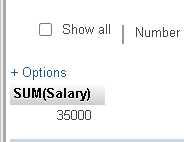 Show all
Number
+ Options
SUM(Salary)
35000